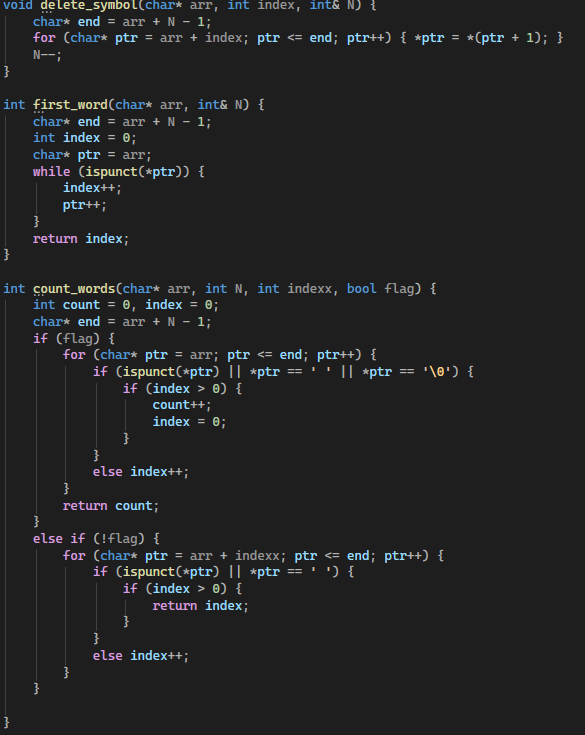 void delete_symbol(char* arr, int index, int& N) {
    char* end = arr + N - 1;
    for (char* ptr = arr + index; ptr <= end; ptr++) { *ptr = *(ptr + 1); }
    N--;
}

int first_word(char* arr, int& N) {
    char* end = arr + N - 1;
    int index = 0;
    char* ptr = arr;
    while (ispunct(*ptr)) {
        index++;
        ptr++;
    }
    return index;
}

int count_words(char* arr, int N, int indexx, bool flag) {
    int count = 0, index = 0;
    char* end = arr + N - 1;
    if (flag) {
        for (char* ptr = arr; ptr <= end; ptr++) {
            if (ispunct(*ptr) || *ptr == ' ' || *ptr == '\0') {
                if (index > 0) {
                    count++;
                    index = 0;
                }
            }
            else index++;
        }
        return count;
    }
    else if (!flag) {
        for (char* ptr = arr + indexx; ptr <= end; ptr++) {
            if (ispunct(*ptr) || *ptr == ' ') {
                if (index > 0) {
                    return index;
                }
            }
            else index++;
        }
    }

}